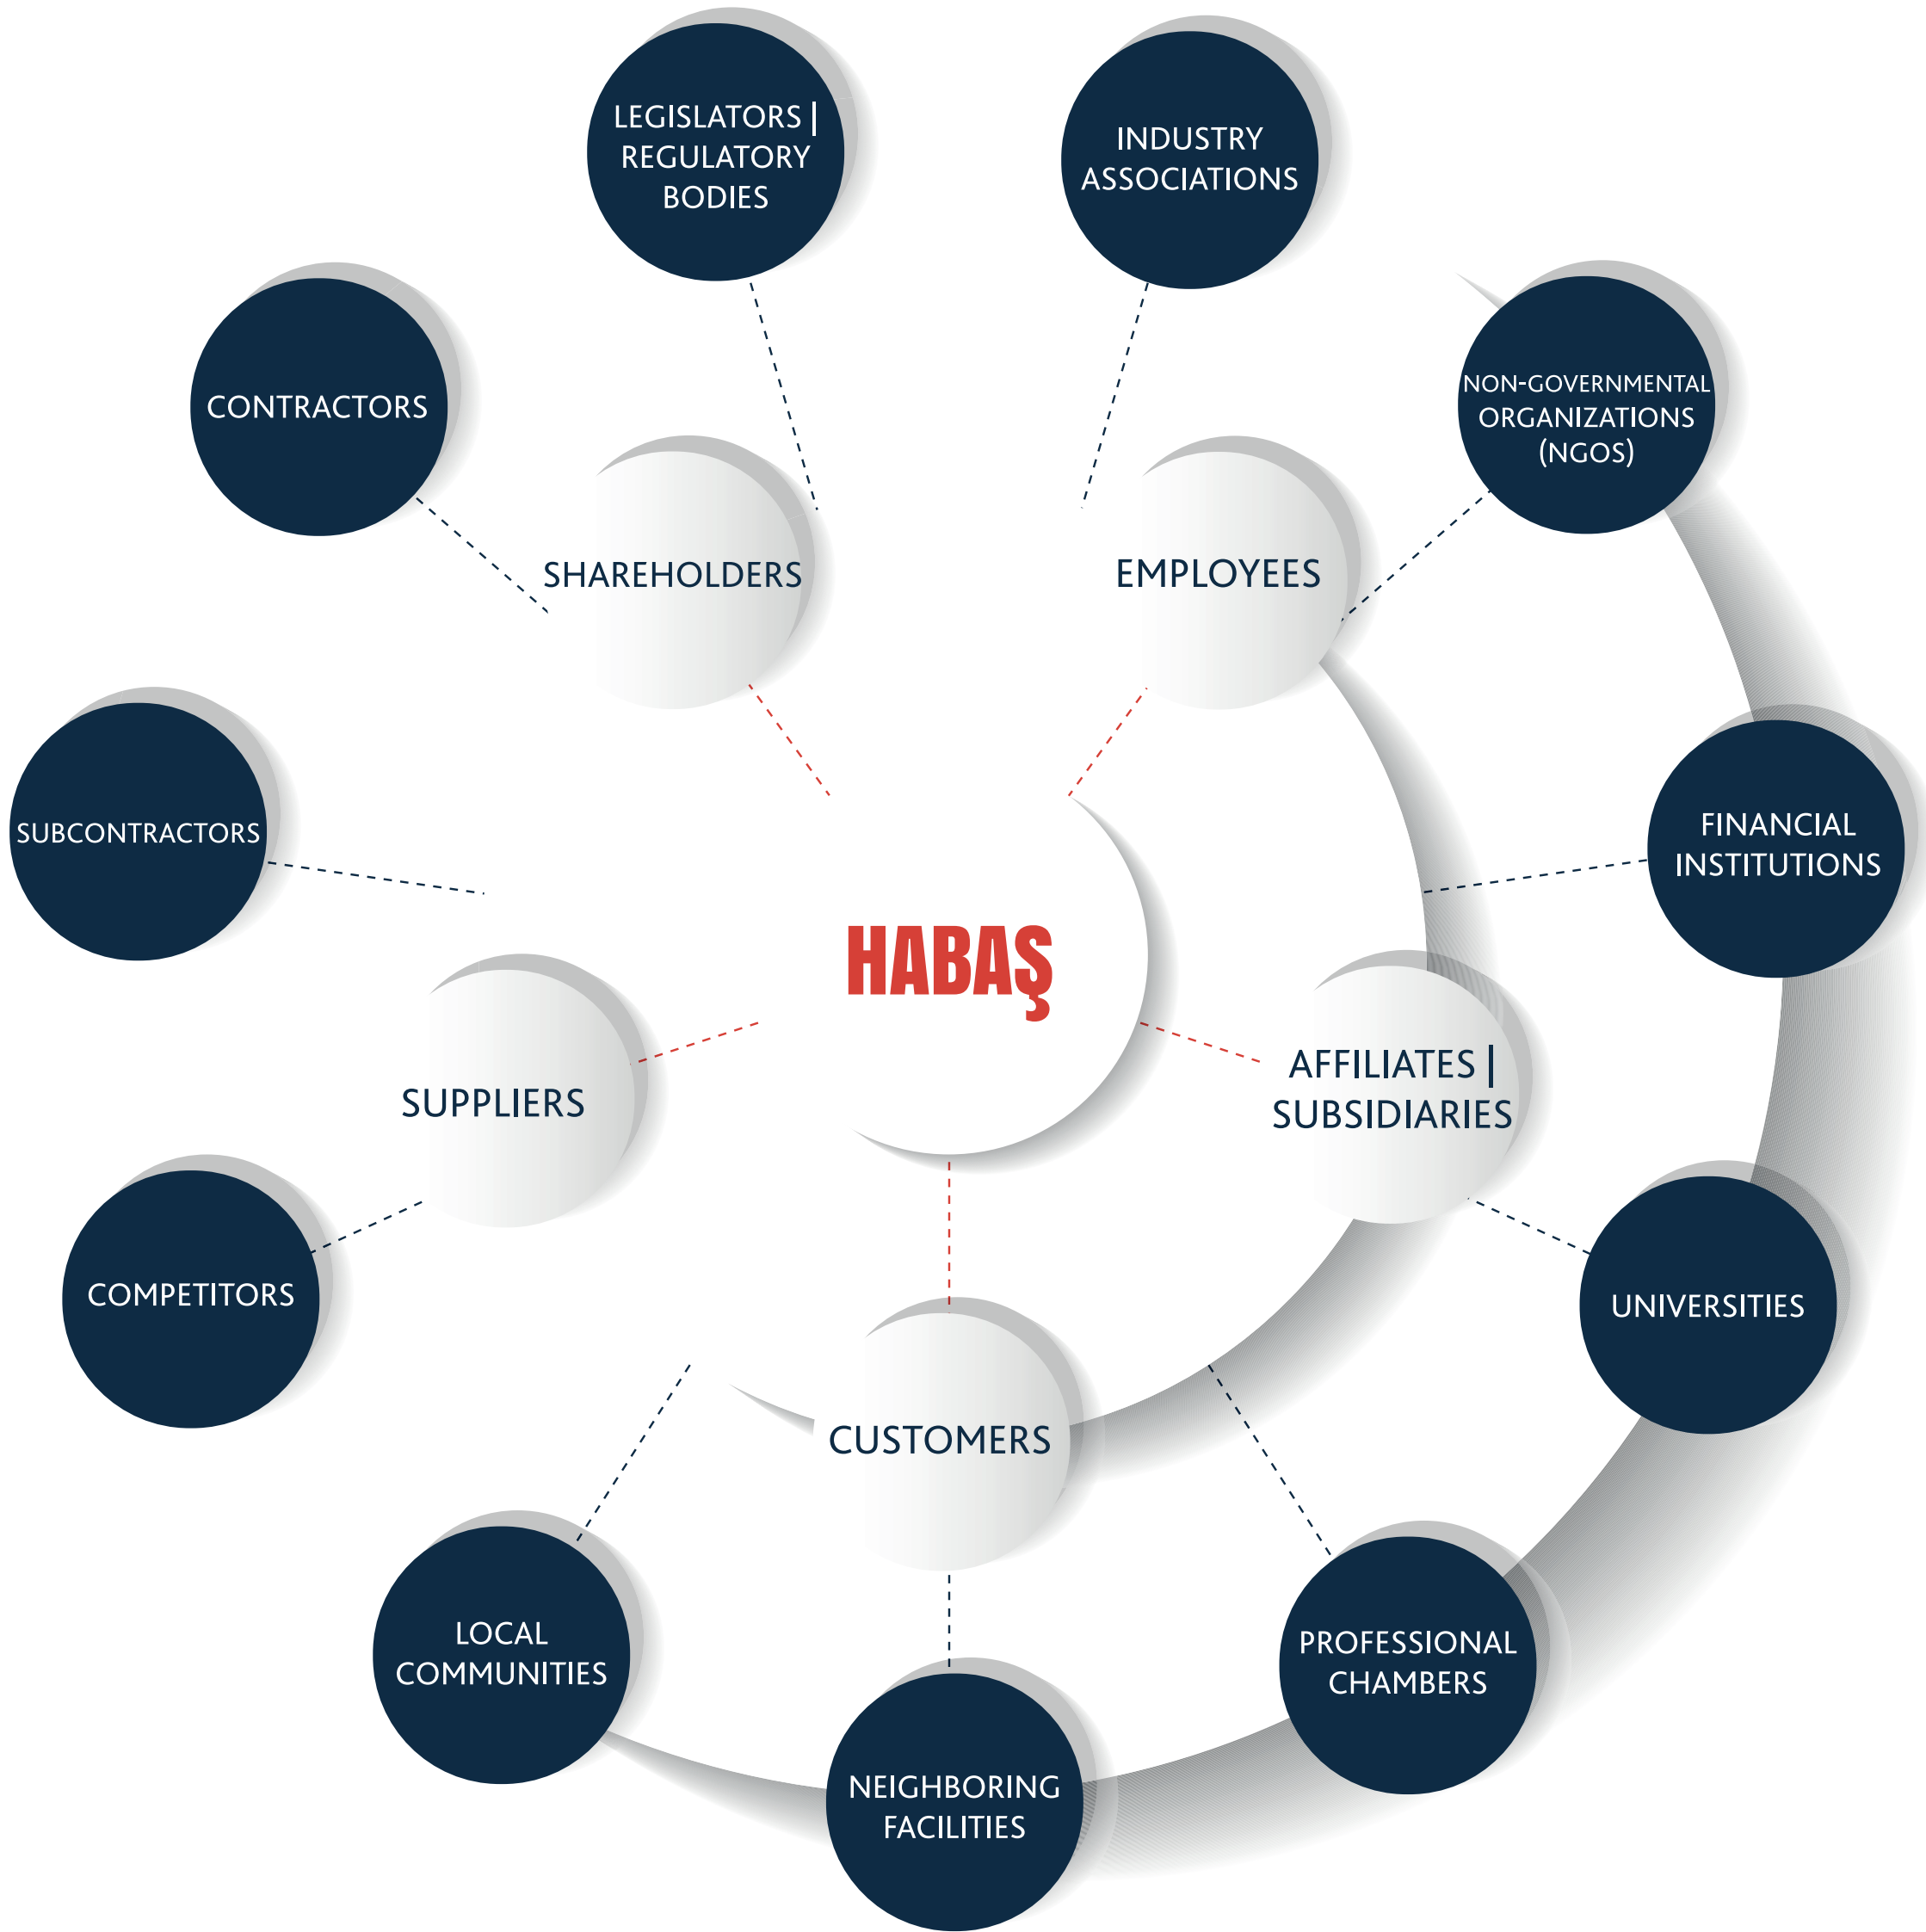 LEGISLATORS |
REGULATORY
BODIES
INDUSTRY
ASSOCIATIONS
CONTRACTORS
NON-GOVERNMENTAL
ORGANIZATIONS
(NGOS)
SHAREHOLDERS
EMPLOYEES
SUBCONTRACTORS
FINANCIAL
INSTITUTIONS
HABAŞ
SUPPLIERS
AFFILIATES |
SUBSIDIARIES
COMPETITORS
UNIVERSITIES
CUSTOMERS
LOCAL
COMMUNITIES
PROFESSIONAL
CHAMBERS
NEIGHBORING
FACILITIES